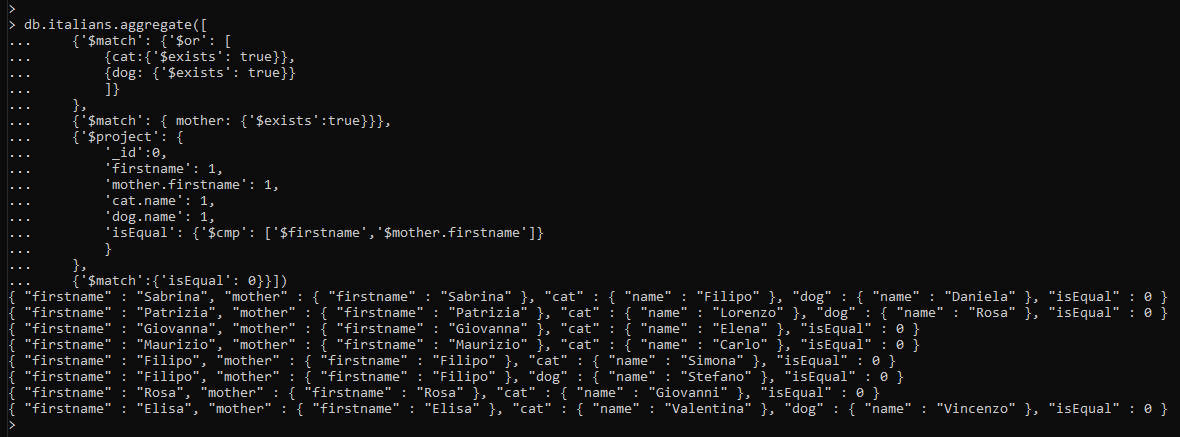 >
> db.italians.aggregate([
...     {'$match': {'$or': [
...         {cat:{'$exists': true}},
...         {dog: {'$exists': true}}
...         ]}
...     },
...     {'$match': { mother: {'$exists':true}}},
...     {'$project': {
...         '_id':0,
...         'firstname': 1,
...         'mother.firstname': 1,
...         'cat.name': 1,
...         'dog.name': 1,
...         'isEqual': {'$cmp': ['$firstname','$mother.firstname']}
...         }
...     },
...     {'$match':{'isEqual': 0}}])
{ "firstname" : "Sabrina", "mother" : { "firstname" : "Sabrina" }, "cat" : { "name" : "Filipo" }, "dog" : { "name" : "Daniela" }, "isEqual" : 0 }
{ "firstname" : "Patrizia", "mother" : { "firstname" : "Patrizia" }, "cat" : { "name" : "Lorenzo" }, "dog" : { "name" : "Rosa" }, "isEqual" : 0 }
{ "firstname" : "Giovanna", "mother" : { "firstname" : "Giovanna" }, "cat" : { "name" : "Elena" }, "isEqual" : 0 }
{ "firstname" : "Maurizio", "mother" : { "firstname" : "Maurizio" }, "cat" : { "name" : "Carlo" }, "isEqual" : 0 }
{ "firstname" : "Filipo", "mother" : { "firstname" : "Filipo" }, "cat" : { "name" : "Simona" }, "isEqual" : 0 }
{ "firstname" : "Filipo", "mother" : { "firstname" : "Filipo" }, "dog" : { "name" : "Stefano" }, "isEqual" : 0 }
{ "firstname" : "Rosa", "mother" : { "firstname" : "Rosa" }, "cat" : { "name" : "Giovanni" }, "isEqual" : 0 }
{ "firstname" : "Elisa", "mother" : { "firstname" : "Elisa" }, "cat" : { "name" : "Valentina" }, "dog" : { "name" : "Vincenzo" }, "isEqual" : 0 }
>